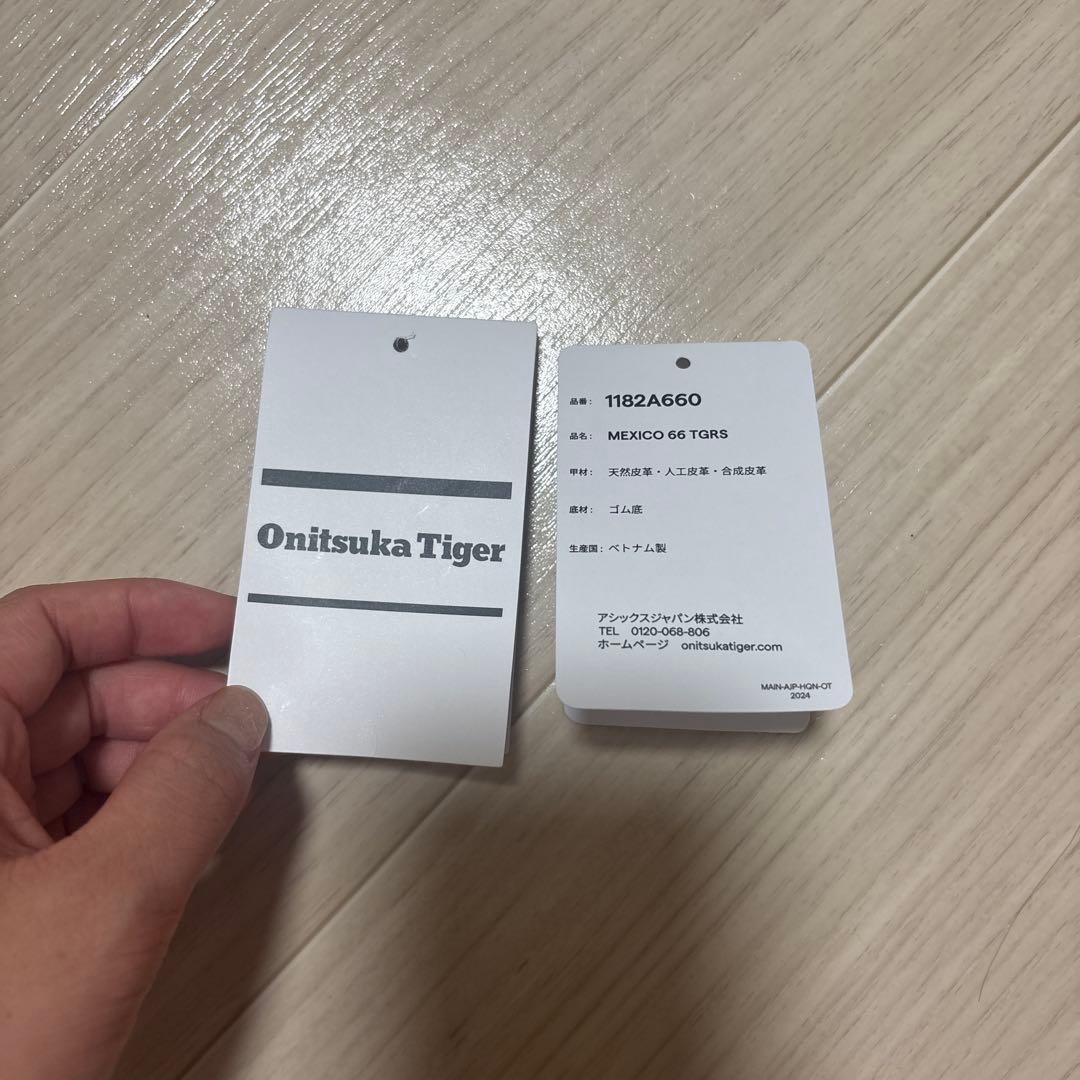 Onitsuka Tiger
品番: 1182A660
品名: MEXICO 66 TGRS
甲材: 天然皮革・人工皮革・合成皮革
底材: ゴム底
生産国: ベトナム製
アシックスジャパン株式会社
TEL 0120-068-806
ホームページ onitsukatiger.com
MAIN-AJP-HQN-OT
2024